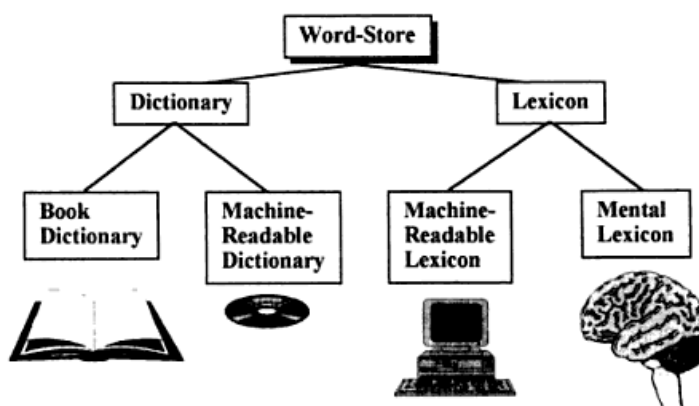 Word-Store
Dictionary
Lexicon
Book
Dictionary
Machine-
Readable
Dictionary
Machine-
Readable
Lexicon
Mental
Lexicon